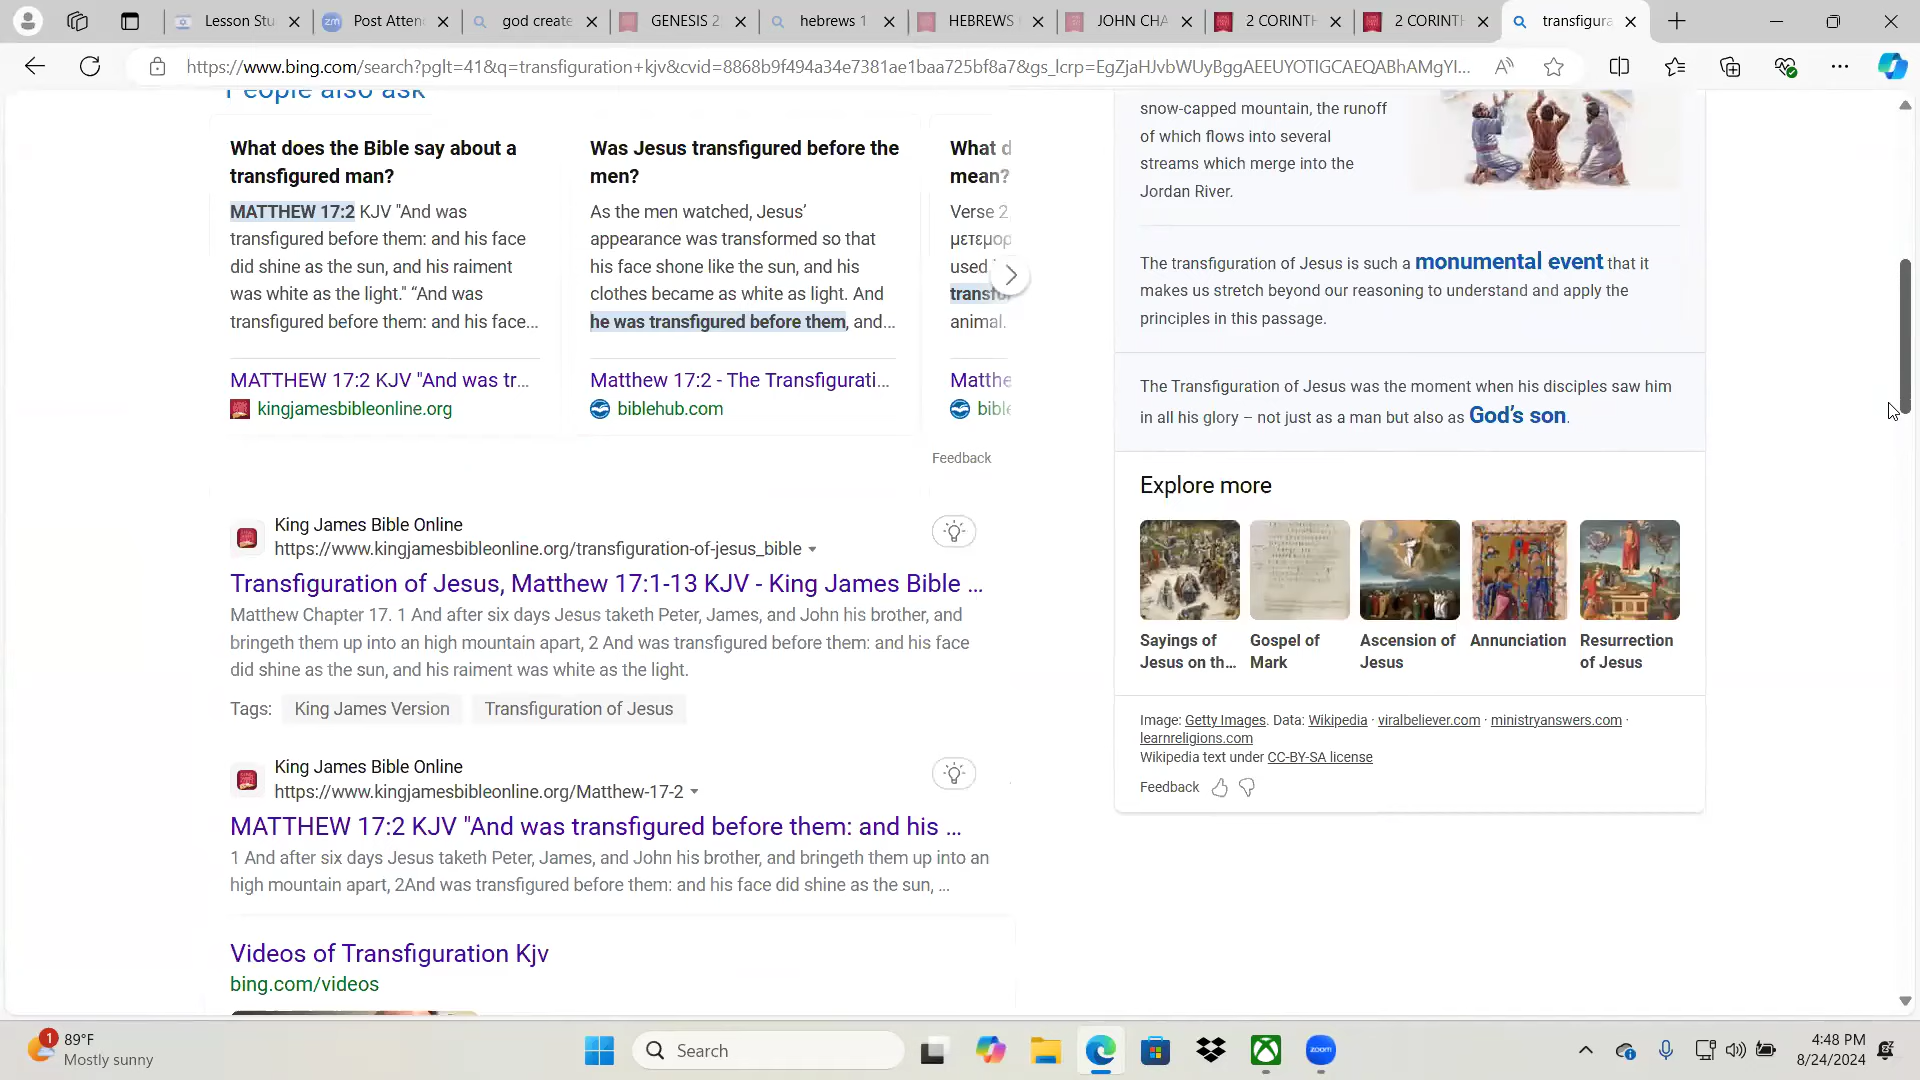 Lesson Stu
Post Atten
god create
GENESIS 2
hebrews 1
HEBREWS
JOHN CHA
2 CORINTH
2 CORINTH
transfigura
https://www.bing.com/search?pglt=41&q=transfiguration+kjv&cvid=8868b9f494a34e7381ae1baa725bf8a7&gs_lcrp=EgZjaHJvbWUyBggAEEUYOTIGCAEQABhAMgYI...
People also ask
What does the Bible say about a
transfigured man?
MATTHEW 17:2 KJV "And was
transfigured before them: and his face
did shine as the sun, and his raiment
was white as the light." “And was
transfigured before them: and his face...
MATTHEW 17:2 KJV "And was tr...
kingjamesbibleonline.org
Was Jesus transfigured before the
men?
As the men watched, Jesus’
appearance was transformed so that
his face shone like the sun, and his
clothes became as white as light. And
he was transfigured before them, and...
Matthew 17:2 - The Transfigurati...
biblehub.com
What d
mean?
Verse 2
μετεμορ
used
transfo
animal.
Matthe
bible
Feedback
King James Bible Online
https://www.kingjamesbibleonline.org/transfiguration-of-jesus_bible
Transfiguration of Jesus, Matthew 17:1-13 KJV - King James Bible ...
Matthew Chapter 17. 1 And after six days Jesus taketh Peter, James, and John his brother, and
bringeth them up into an high mountain apart, 2 And was transfigured before them: and his face
did shine as the sun, and his raiment was white as the light.
Tags: King James Version Transfiguration of Jesus
King James Bible Online
https://www.kingjamesbibleonline.org/Matthew-17-2
MATTHEW 17:2 KJV "And was transfigured before them: and his ...
1 And after six days Jesus taketh Peter, James, and John his brother, and bringeth them up into an
high mountain apart, 2And was transfigured before them: and his face did shine as the sun, ...
Videos of Transfiguration Kjv
bing.com/videos
snow-capped mountain, the runoff
of which flows into several
streams which merge into the
Jordan River.
The transfiguration of Jesus is such a monumental event that it
makes us stretch beyond our reasoning to understand and apply the
principles in this passage.
The Transfiguration of Jesus was the moment when his disciples saw him
in all his glory – not just as a man but also as God’s son.
Explore more
Sayings of
Jesus on th...
Gospel of
Mark
Ascension of
Jesus
Annunciation
Resurrection
of Jesus
Image: Getty Images. Data: Wikipedia · viralbeliever.com · ministryanswers.com ·
learnreligions.com
Wikipedia text under CC-BY-SA license
Feedback
1
89°F
Mostly sunny
Search
zoom
4:48 PM
8/24/2024